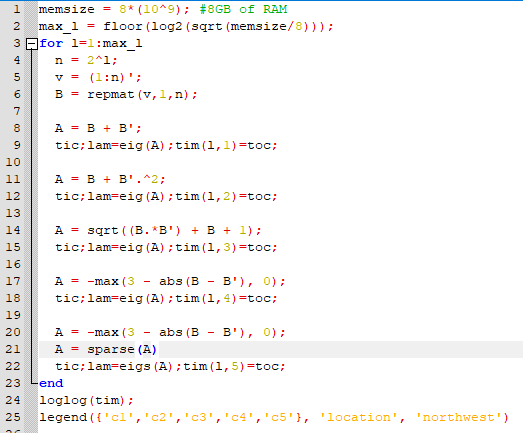 1 memsize = 8*(10^9); #8GB of RAM
2 max_l = floor(log2(sqrt(memsize/8)));
3 for l=1:max_l
4 n = 2^l;
5 v = (1:n)';
6 B = repmat(v,1,n);
7
8 A = B + B';
9 tic;lam=eig(A);tim(l,1)=toc;
10
11 A = B + B'.^2;
12 tic;lam=eig(A);tim(l,2)=toc;
13
14 A = sqrt((B.*B') + B + 1);
15 tic;lam=eig(A);tim(l,3)=toc;
16
17 A = -max(3 - abs(B - B'), 0);
18 tic;lam=eig(A);tim(l,4)=toc;
19
20 A = -max(3 - abs(B - B'), 0);
21 A = sparse(A)
22 tic;lam=eigs(A);tim(l,5)=toc;
23 end
24 loglog(tim);
25 legend({'c1','c2','c3','c4','c5'}, 'location', 'northwest')